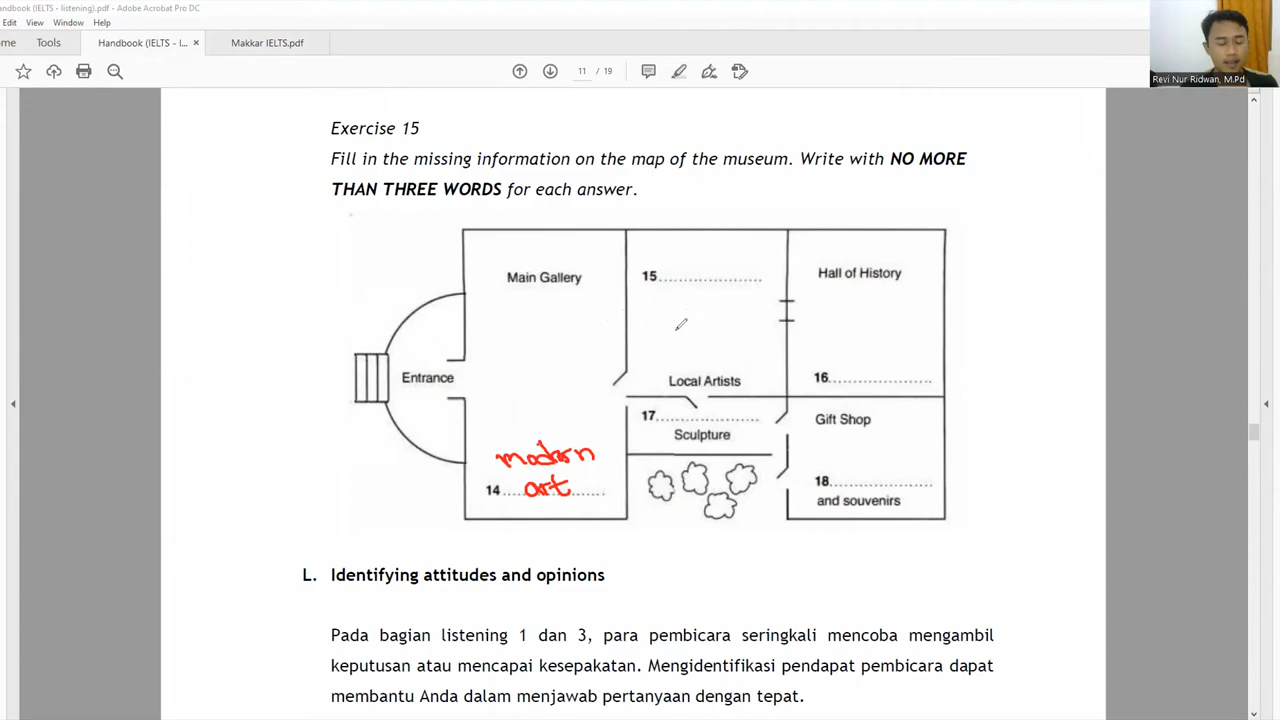 andbook (IELTS - listening).pdf - Adobe Acrobat Pro DC
Edit View Window Help
ome Tools Handbook (IELTS - l... × Makkar IELTS.pdf
11 / 19
Revi Nur Ridwan, M.Pd
Exercise 15
Fill in the missing information on the map of the museum. Write with NO MORE
THAN THREE WORDS for each answer.
Main Gallery
15
Hall of History
Entrance
Local Artists
16
17
Sculpture
Gift Shop
modern
14 art
18
and souvenirs
L. Identifying attitudes and opinions
Pada bagian listening 1 dan 3, para pembicara seringkali mencoba mengambil
keputusan atau mencapai kesepakatan. Mengidentifikasi pendapat pembicara dapat
membantu Anda dalam menjawab pertanyaan dengan tepat.